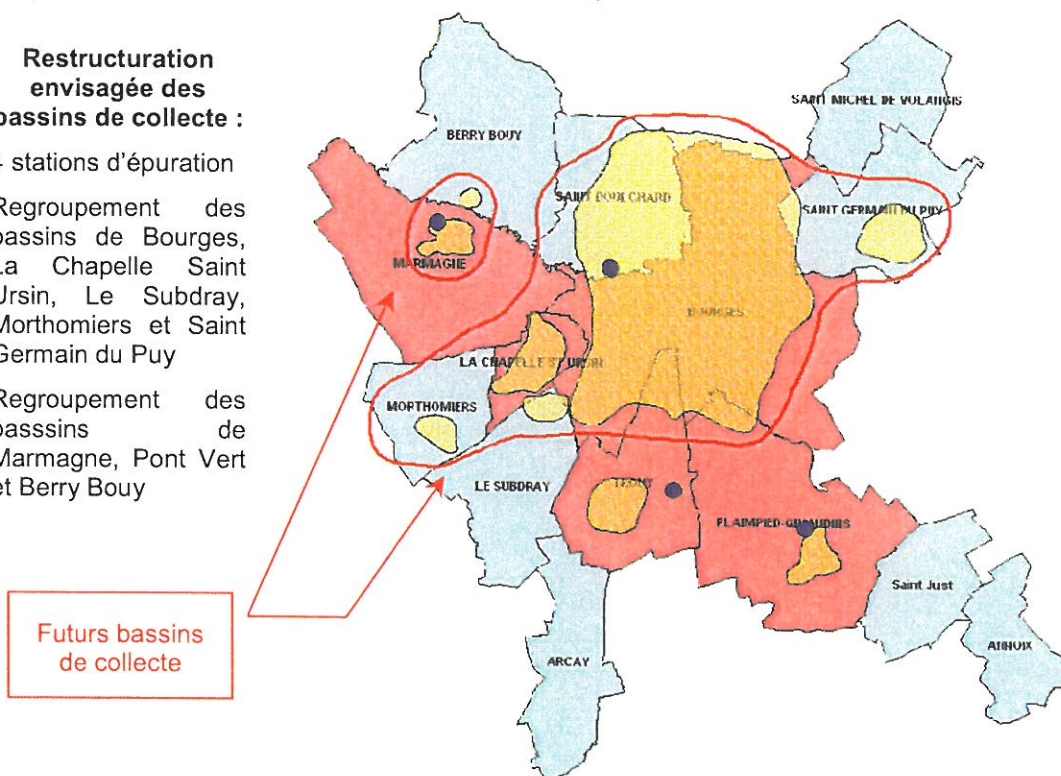 Restructuration
envisagée des
bassins de collecte :
4 stations d'épuration
Regroupement des
bassins de Bourges,
La Chapelle Saint
Ursin, Le Subdray,
Morthomiers et Saint
Germain du Puy
Regroupement des
basssins de
Marmagne, Pont Vert
et Berry Bouy
Futurs bassins
de collecte
SAINT MICHEL DE VOLANGIS
BERRY BOUY
SAINT DOULCHARD
SAINT GERMAIN DU PUY
MARMAGNE
BOURGES
LA CHAPELLE ST URSIN
MORTHOMIERS
LE SUBDRAY
PLAIMPIED-GIVAUDINS
Saint Just
ARCAY
ANNOIX